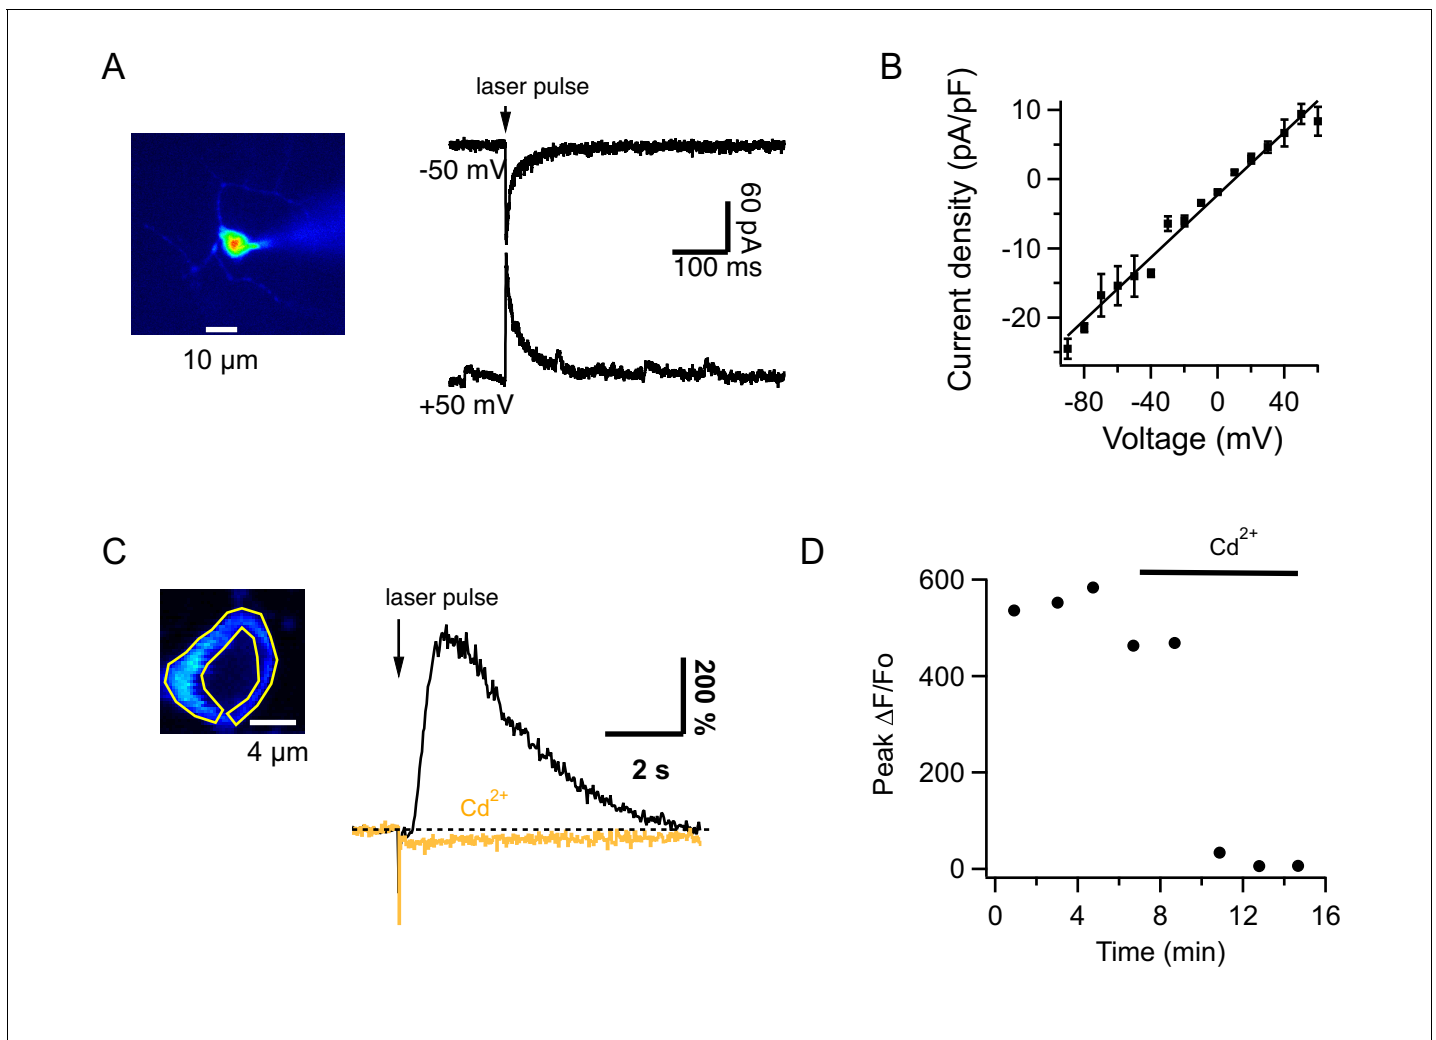 A
laser pulse
-50 mV
60 pA
100 ms
+50 mV
10 µm
B
Current density (pA/pF)
10
0
-10
-20
-80
-40
0
40
Voltage (mV)
C
laser pulse
200 %
2 s
Cd2+
4 µm
D
Cd2+
Peak ΔF/Fo
600
400
200
0
0
4
8
12
16
Time (min)